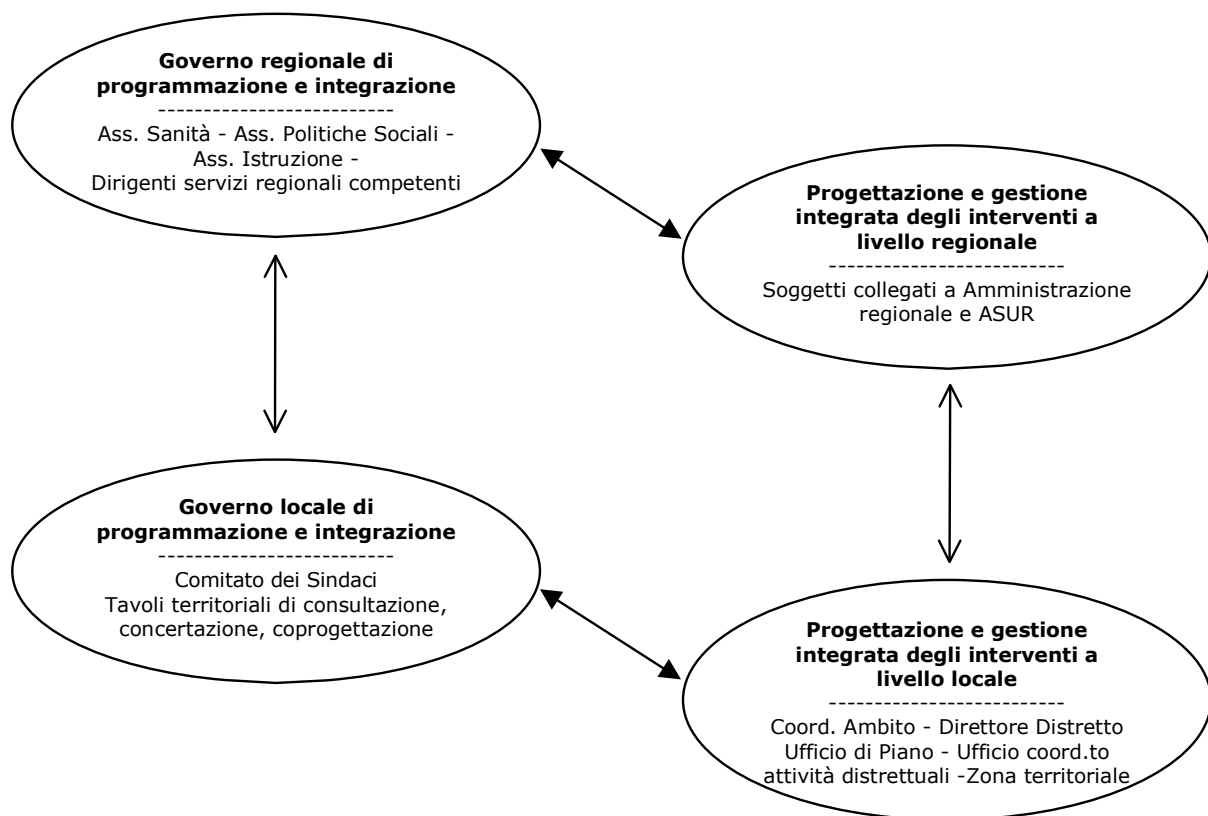 Governo regionale di
programmazione e integrazione
--------------------------
Ass. Sanità - Ass. Politiche Sociali -
Ass. Istruzione -
Dirigenti servizi regionali competenti
Progettazione e gestione
integrata degli interventi a
livello regionale
--------------------------
Soggetti collegati a Amministrazione
regionale e ASUR
Governo locale di
programmazione e integrazione
--------------------------
Comitato dei Sindaci
Tavoli territoriali di consultazione,
concertazione, coprogettazione
Progettazione e gestione
integrata degli interventi a
livello locale
--------------------------
Coord. Ambito - Direttore Distretto
Ufficio di Piano - Ufficio coord.to
attività distrettuali -Zona territoriale